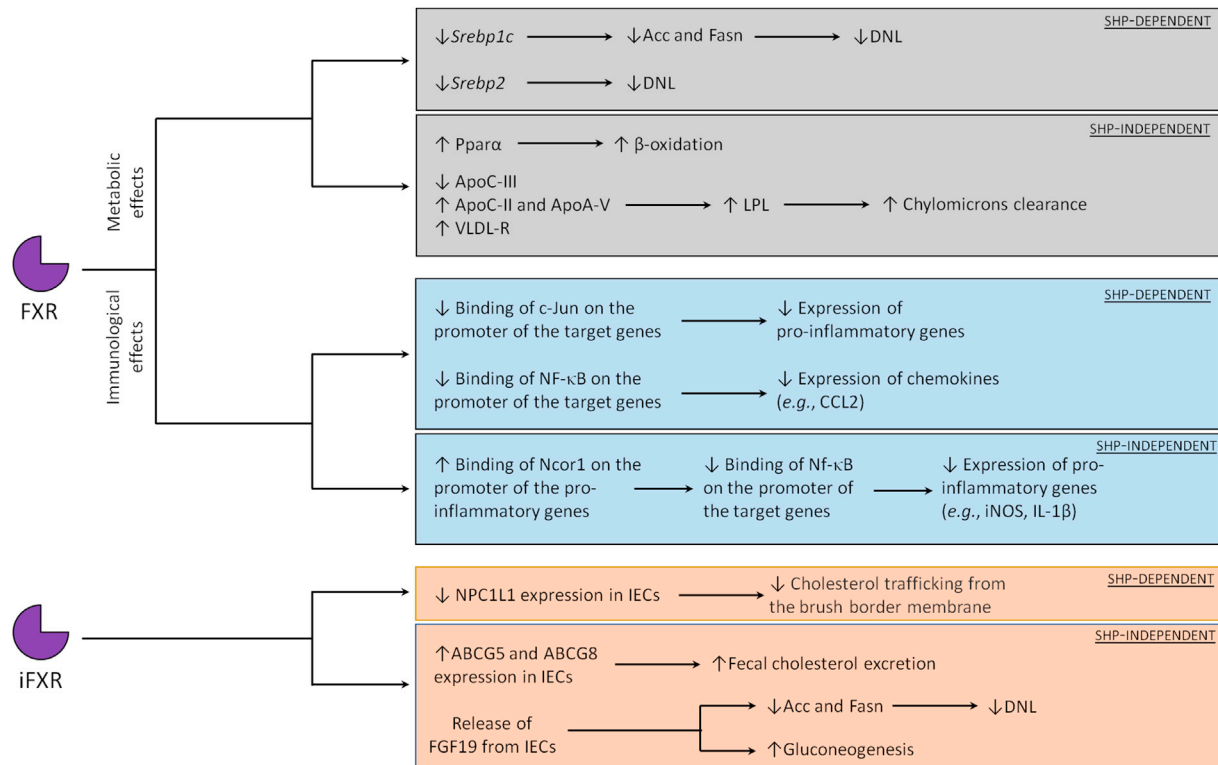 SHP-DEPENDENT
↓Srebp1c
↓Acc and Fasn
↓DNL
↓Srebp2
↓DNL
SHP-INDEPENDENT
↑ Pparα
↑ β-oxidation
↓ ApoC-III
↑ ApoC-II and ApoA-V
↑ LPL
↑ Chylomicrons clearance
↑ VLDL-R
Metabolic
effects
FXR
Immunological
effects
SHP-DEPENDENT
↓ Binding of c-Jun on the
promoter of the target genes
↓ Expression of
pro-inflammatory genes
↓ Binding of NF-κB on the
promoter of the target genes
↓ Expression of chemokines
(e.g., CCL2)
SHP-INDEPENDENT
↑ Binding of Ncor1 on the
promoter of the pro-
inflammatory genes
↓ Binding of Nf-κB
on the promoter of
the target genes
↓ Expression of pro-
inflammatory genes
(e.g., iNOS, IL-1β)
iFXR
SHP-DEPENDENT
↓ NPC1L1 expression in IECs
↓ Cholesterol trafficking from
the brush border membrane
SHP-INDEPENDENT
↑ABCG5 and ABCG8
expression in IECs
↑Fecal cholesterol excretion
Release of
FGF19 from IECs
↓Acc and Fasn
↓DNL
↑Gluconeogenesis